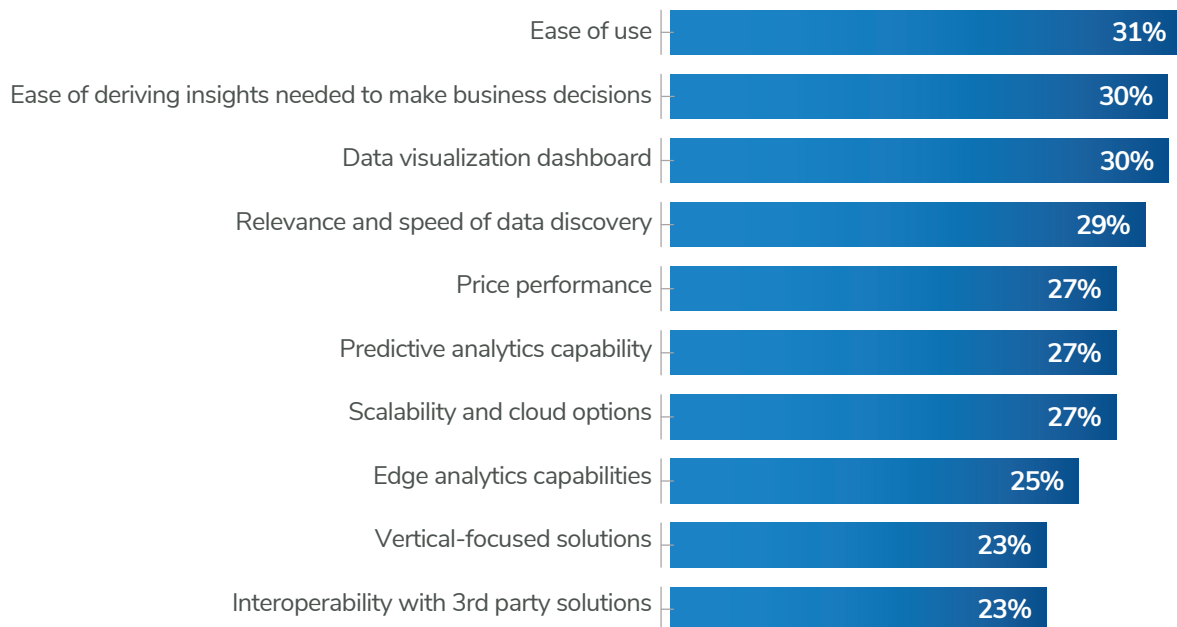 Ease of use 31%
Ease of deriving insights needed to make business decisions 30%
Data visualization dashboard 30%
Relevance and speed of data discovery 29%
Price performance 27%
Predictive analytics capability 27%
Scalability and cloud options 27%
Edge analytics capabilities 25%
Vertical-focused solutions 23%
Interoperability with 3rd party solutions 23%